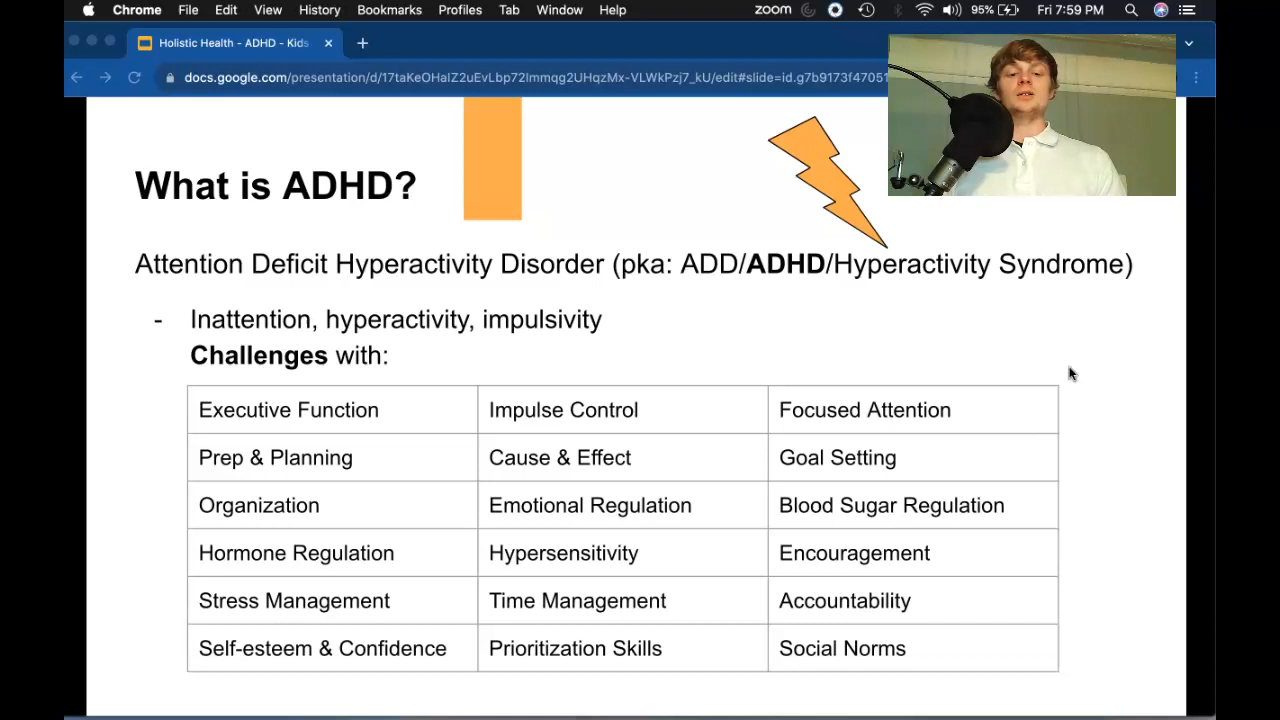 Chrome File Edit View History Bookmarks Profiles Tab Window Help zoom 95% Fri 7:59 PM
Holistic Health - ADHD - Kids
docs.google.com/presentation/d/17taKeOHaIZ2uEvLbp72lmmqg2UHqzMx-VLWkPzj7_kU/edit#slide=id.g7b9173f47051
What is ADHD?
Attention Deficit Hyperactivity Disorder (pka: ADD/ADHD/Hyperactivity Syndrome)
- Inattention, hyperactivity, impulsivity
Challenges with:
Executive Function Impulse Control Focused Attention
Prep & Planning Cause & Effect Goal Setting
Organization Emotional Regulation Blood Sugar Regulation
Hormone Regulation Hypersensitivity Encouragement
Stress Management Time Management Accountability
Self-esteem & Confidence Prioritization Skills Social Norms